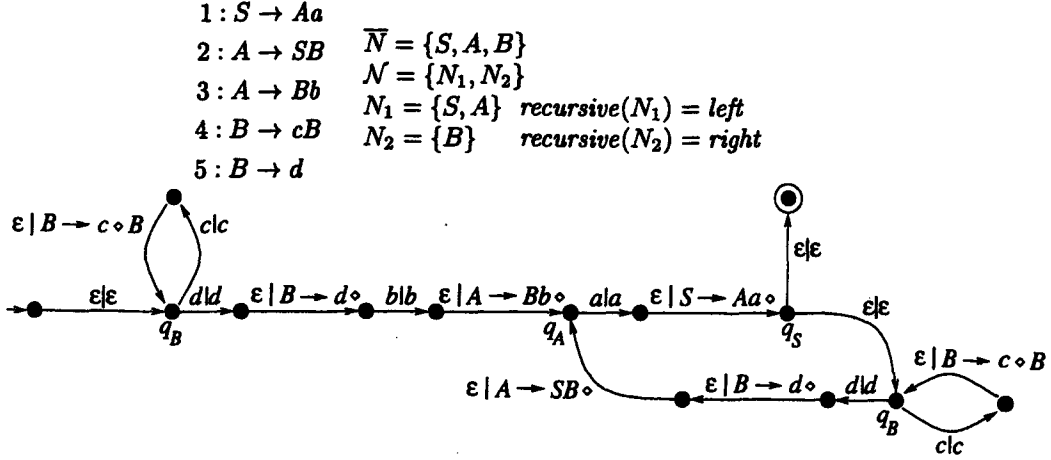 1 : S → Aa
2 : A → SB
3 : A → Bb
4 : B → cB
5 : B → d
N̅ = {S, A, B}
𝒩 = {N₁, N₂}
N₁ = {S, A} recursive(N₁) = left
N₂ = {B} recursive(N₂) = right
ε | B → c ⋄ B
c|c
ε|ε
ε|ε
d|d
ε | B → d ⋄
b|b
ε | A → Bb ⋄
a|a
ε | S → Aa ⋄
ε|ε
q_B
q_A
q_S
ε | B → c ⋄ B
ε | A → SB ⋄
ε | B → d ⋄
d|d
q_B
c|c